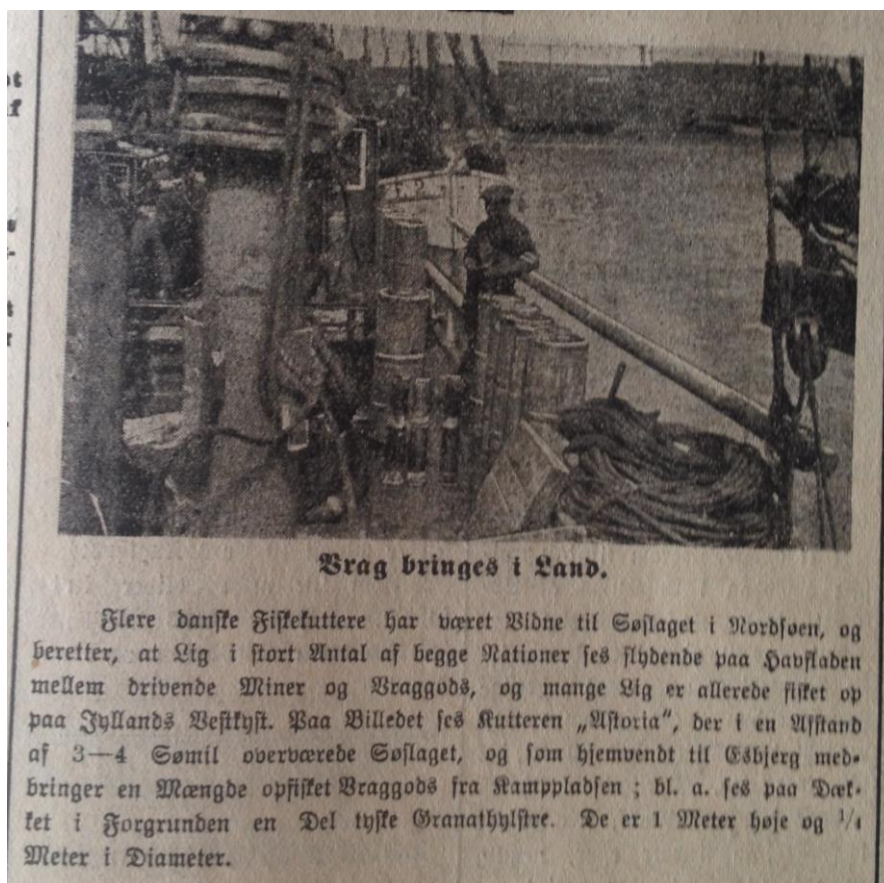 Vrag bringes i Land.
Flere danske Fiskekuttere har været Vidne til Søslaget i Nordsøen, og
beretter, at Lig i stort Antal af begge Nationer ses flydende paa Havfladen
mellem drivende Miner og Vraggods, og mange Lig er allerede fisket op
paa Jyllands Vestkyst. Paa Billedet ses Kutteren „Astoria“, der i en Afstand
af 3—4 Sømil overværede Søslaget, og som hjemvendt til Esbjerg med-
bringer en Mængde opfisket Vraggods fra Kamppladsen; bl. a. ses paa Dæk-
ket i Forgrunden en Del tyske Granathylstre. De er 1 Meter høje og ¼
Meter i Diameter.